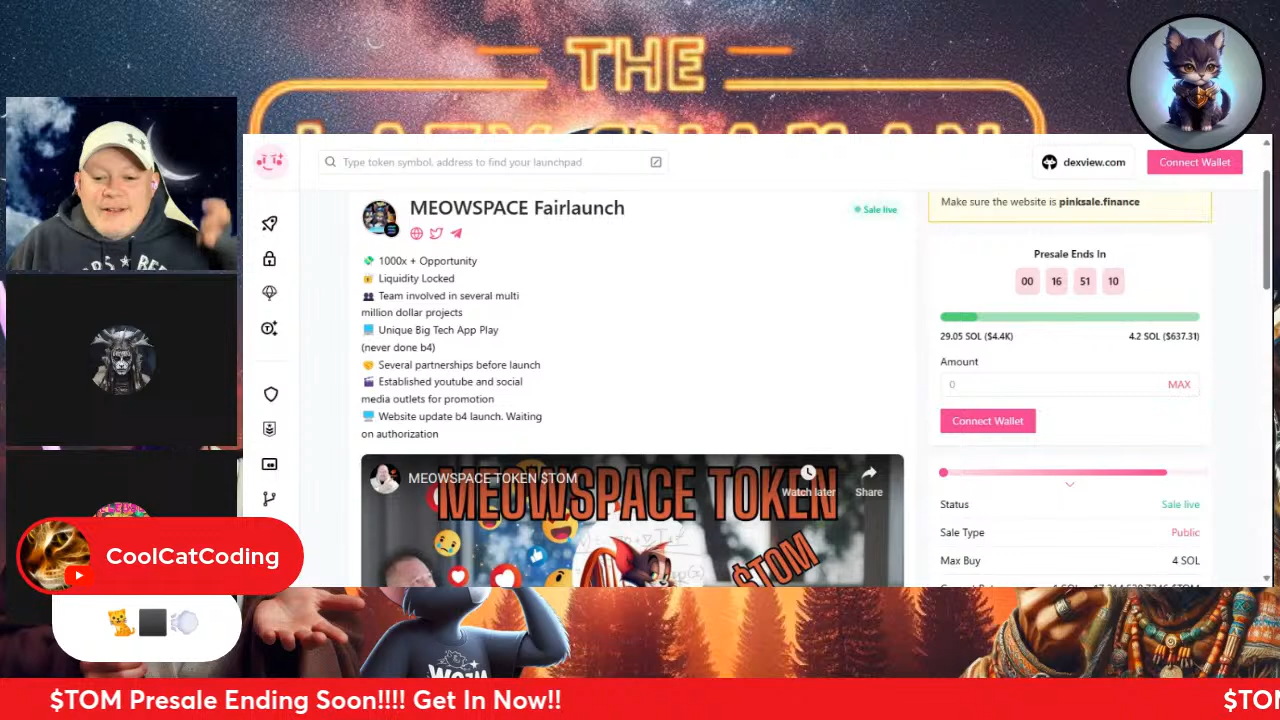 THE
LAZY SHAMAN
Type token symbol, address to find your launchpad
dexview.com
Connect Wallet
MEOWSPACE Fairlaunch
Sale live
Make sure the website is pinksale.finance
1000x + Opportunity
Liquidity Locked
Team involved in several multi
million dollar projects
Unique Big Tech App Play
(never done b4)
Several partnerships before launch
Established youtube and social
media outlets for promotion
Website update b4 launch. Waiting
on authorization
Presale Ends In
00 16 51 10
29.05 SOL ($4.4K) 4.2 SOL ($637.31)
Amount
0 MAX
Connect Wallet
MEOWSPACE TOKEN $TOM
Watch later
Share
MEOWSPACE TOKEN
$TOM
Status Sale live
Sale Type Public
Max Buy 4 SOL
CoolCatCoding
$TOM Presale Ending Soon!!!! Get In Now!!
$TOM